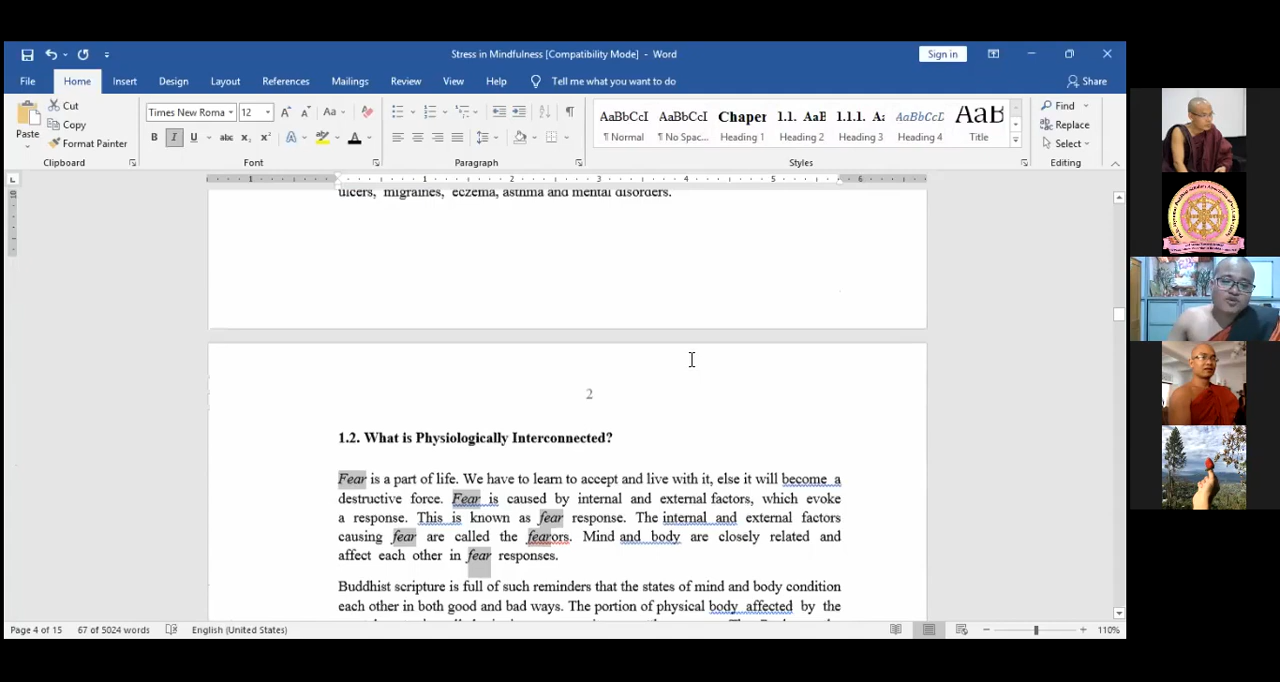 Stress in Mindfulness [Compatibility Mode] - Word
Sign in
File Home Insert Design Layout References Mailings Review View Help Tell me what you want to do Share
Paste
Cut
Copy
Format Painter
Clipboard
Times New Roma 12
Font
Paragraph
AaBbCcI AaBbCcI Chaper 1.1. AaB 1.1.1. A: AaBbCcD AaB
¶ Normal ¶ No Spac... Heading 1 Heading 2 Heading 3 Header Title
Styles
Find
Replace
Select
Editing
ulcers, migraines, eczema, asthma and mental disorders.
2
1.2. What is Physiologically Interconnected?
Fear is a part of life. We have to learn to accept and live with it, else it will become a
destructive force. Fear is caused by internal and external factors, which evoke
a response. This is known as fear response. The internal and external factors
causing fear are called the fearors. Mind and body are closely related and
affect each other in fear responses.
Buddhist scripture is full of such reminders that the states of mind and body condition
each other in both good and bad ways. The portion of physical body affected by the
Page 4 of 15 67 of 5024 words English (United States) 110%